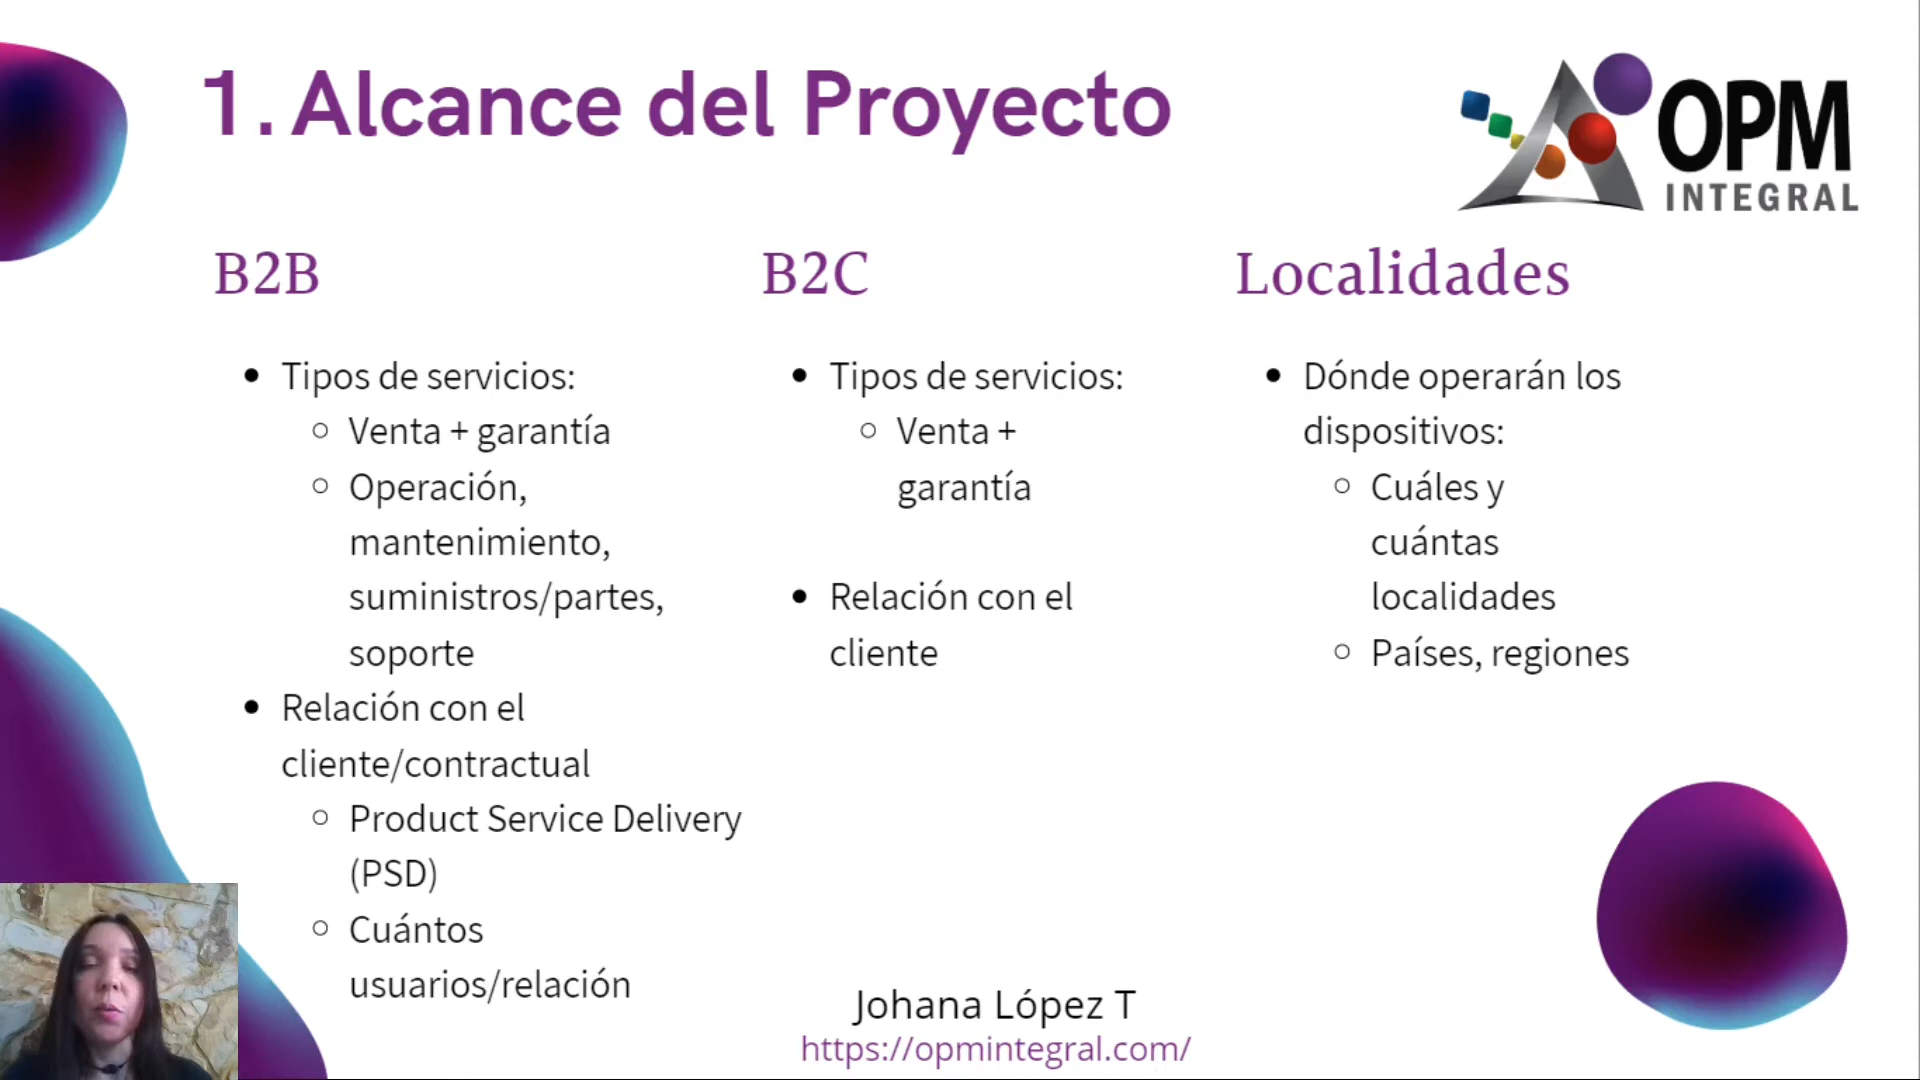 1. Alcance del Proyecto
OPM
INTEGRAL
B2B
Tipos de servicios:
Venta + garantía
Operación,
mantenimiento,
suministros/partes,
soporte
Relación con el
cliente/contractual
Product Service Delivery
(PSD)
Cuántos
usuarios/relación
B2C
Tipos de servicios:
Venta +
garantía
Relación con el
cliente
Localidades
Dónde operarán los
dispositivos:
Cuáles y
cuántas
localidades
Países, regiones
Johana López T
https://opmintegral.com/